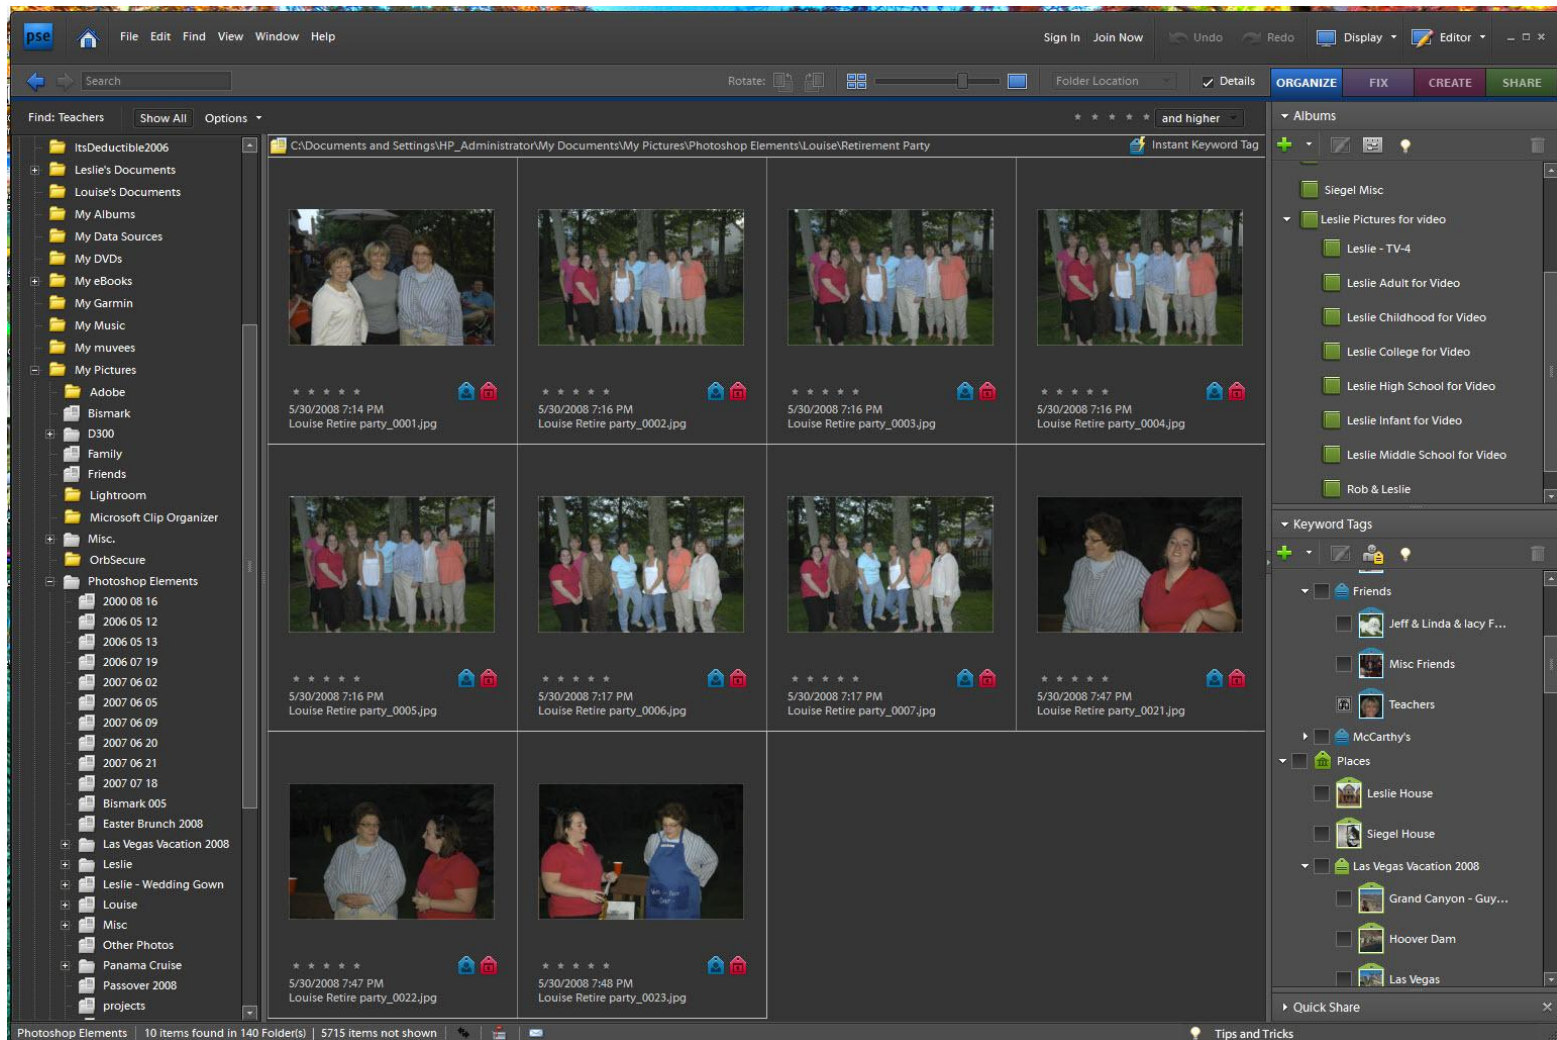 pse File Edit Find View Window Help Sign In Join Now Undo Redo Display Editor
Search Rotate: Folder Location Details ORGANIZE FIX CREATE SHARE
Find: Teachers Show All Options and higher
ItsDeductible2006
Leslie's Documents
Louise's Documents
My Albums
My Data Sources
My DVDs
My eBooks
My Garmin
My Music
My muvees
My Pictures
Adobe
Bismark
D300
Family
Friends
Lightroom
Microsoft Clip Organizer
Misc.
OrbSecure
Photoshop Elements
2000 08 16
2006 05 12
2006 05 13
2006 07 19
2007 06 02
2007 06 05
2007 06 09
2007 06 20
2007 06 21
2007 07 18
Bismark 005
Easter Brunch 2008
Las Vegas Vacation 2008
Leslie
Leslie - Wedding Gown
Louise
Misc
Other Photos
Panama Cruise
Passover 2008
projects
C:\Documents and Settings\HP_Administrator\My Documents\My Pictures\Photoshop Elements\Louise\Retirement Party Instant Keyword Tag
5/30/2008 7:14 PM
Louise Retire party_0001.jpg
5/30/2008 7:16 PM
Louise Retire party_0002.jpg
5/30/2008 7:16 PM
Louise Retire party_0003.jpg
5/30/2008 7:16 PM
Louise Retire party_0004.jpg
5/30/2008 7:16 PM
Louise Retire party_0005.jpg
5/30/2008 7:17 PM
Louise Retire party_0006.jpg
5/30/2008 7:17 PM
Louise Retire party_0007.jpg
5/30/2008 7:47 PM
Louise Retire party_0021.jpg
5/30/2008 7:47 PM
Louise Retire party_0022.jpg
5/30/2008 7:48 PM
Louise Retire party_0023.jpg
Albums
Siegel Misc
Leslie Pictures for video
Leslie - TV-4
Leslie Adult for Video
Leslie Childhood for Video
Leslie College for Video
Leslie High School for Video
Leslie Infant for Video
Leslie Middle School for Video
Rob & Leslie
Keyword Tags
Friends
Jeff & Linda & lacy F...
Misc Friends
Teachers
McCarthy's
Places
Leslie House
Siegel House
Las Vegas Vacation 2008
Grand Canyon - Guy...
Hoover Dam
Las Vegas
Quick Share
Photoshop Elements 10 items found in 140 Folder(s) 5715 items not shown Tips and Tricks